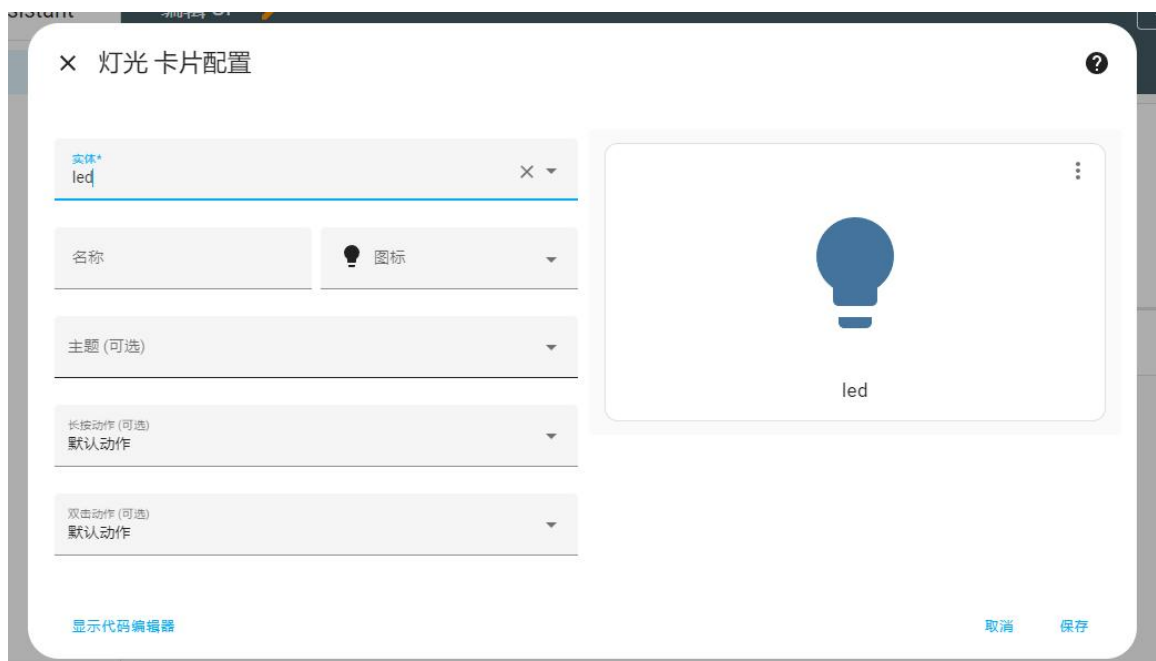 灯光 卡片配置
实体*
led
名称
图标
主题 (可选)
led
长按动作 (可选)
默认动作
双击动作 (可选)
默认动作
显示代码编辑器
取消
保存